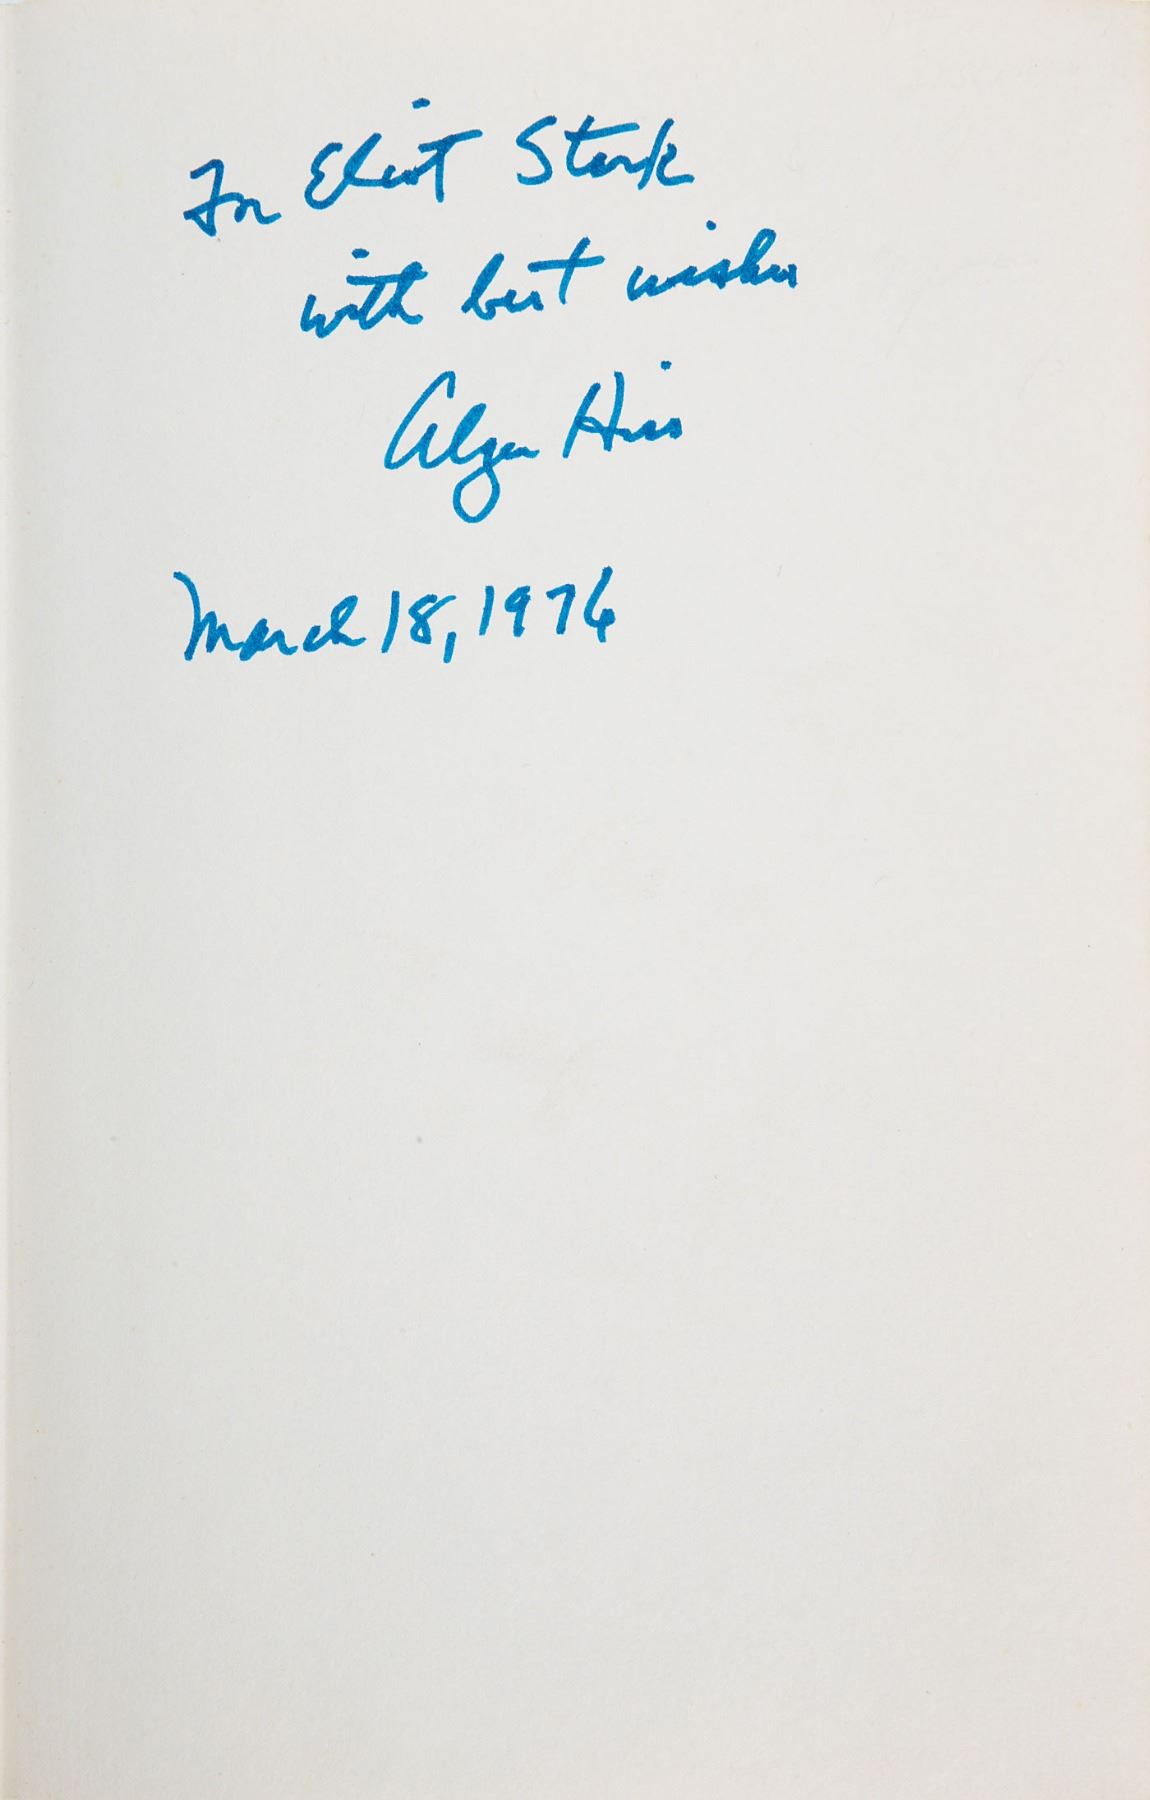 For Eliot Stark
with best wishes
Alger Hiss
March 18, 1976